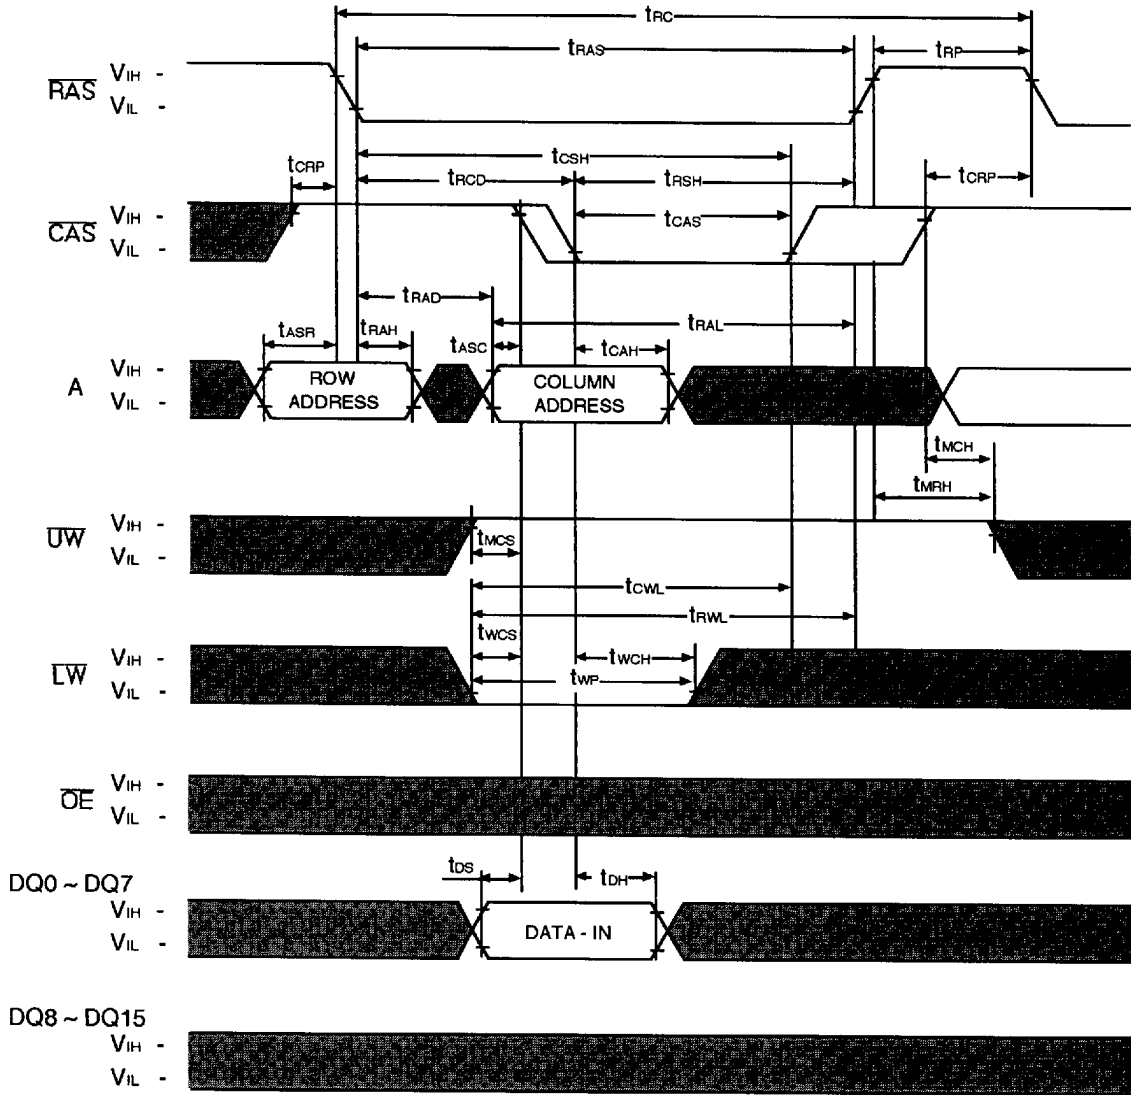 tRC
tRAS
tRP
RAS
VIH -
VIL -
tCRP
tCSH
tRCD
tRSH
tCRP
CAS
VIH -
VIL -
tCAS
tRAD
tRAL
tASR
tRAH
tASC
tCAH
A
VIH -
VIL -
ROW
ADDRESS
COLUMN
ADDRESS
tMCH
tMRH
UW
VIH -
VIL -
tMCS
tCWL
tRWL
tWCS
LW
VIH -
VIL -
tWCH
tWP
OE
VIH -
VIL -
tDS
tDH
DQ0 ~ DQ7
VIH -
VIL -
DATA - IN
DQ8 ~ DQ15
VIH -
VIL -